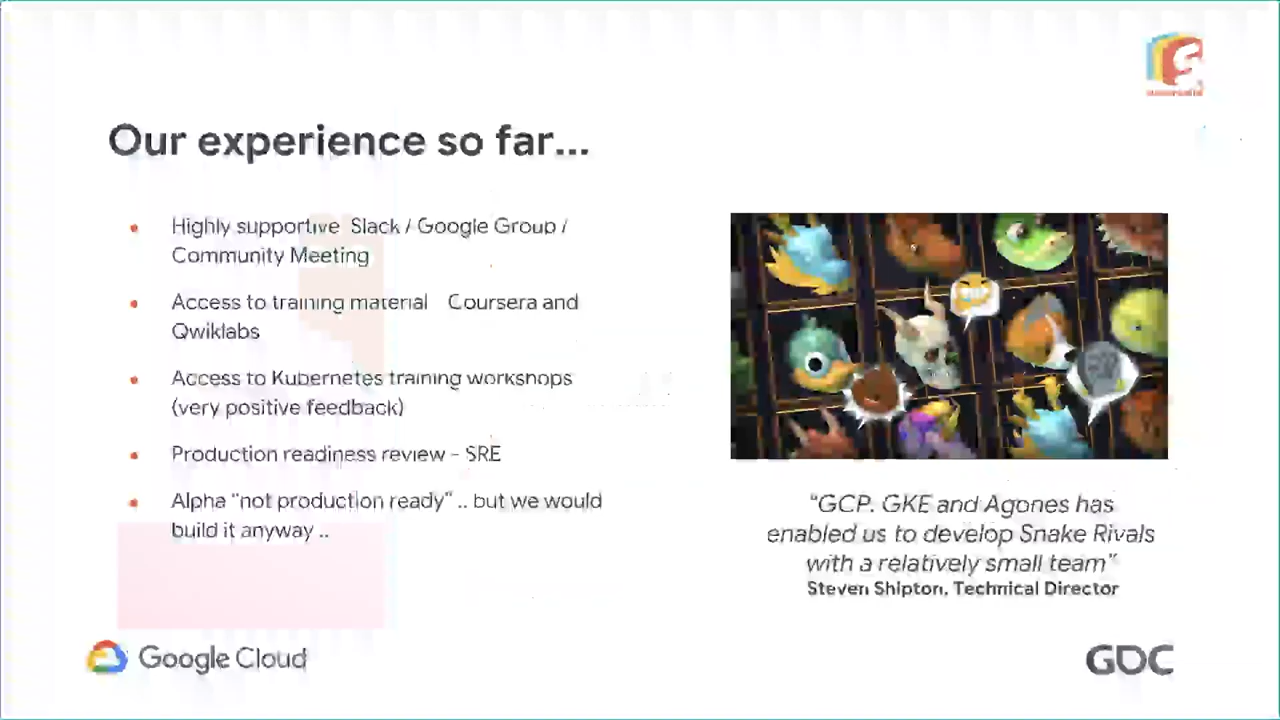 Our experience so far...
Highly supportive Slack / Google Group /
Community Meeting
Access to training material Coursera and
Qwiklabs
Access to Kubernetes training workshops
(very positive feedback)
Production readiness review - SRE
Alpha "not production ready" .. but we would
build it anyway ..
"GCP, GKE and Agones has
enabled us to develop Snake Rivals
with a relatively small team"
Steven Shipton, Technical Director
Google Cloud
GDC